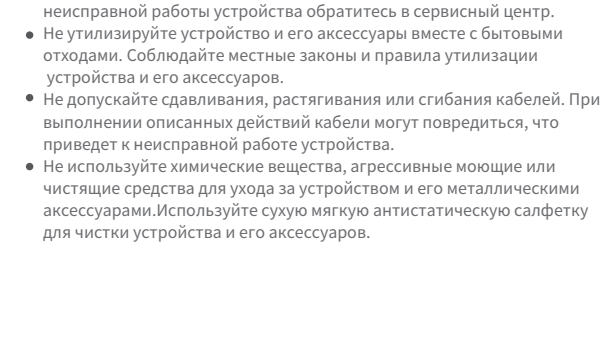 неисправной работы устройства обратитесь в сервисный центр.
● Не утилизируйте устройство и его аксессуары вместе с бытовыми
отходами. Соблюдайте местные законы и правила утилизации
устройства и его аксессуаров.
● Не допускайте сдавливания, растягивания или сгибания кабелей. При
выполнении описанных действий кабели могут повредиться, что
приведет к неисправной работе устройства.
● Не используйте химические вещества, агрессивные моющие или
чистящие средства для ухода за устройством и его металлическими
аксессуарами.Используйте сухую мягкую антистатическую салфетку
для чистки устройства и его аксессуаров.